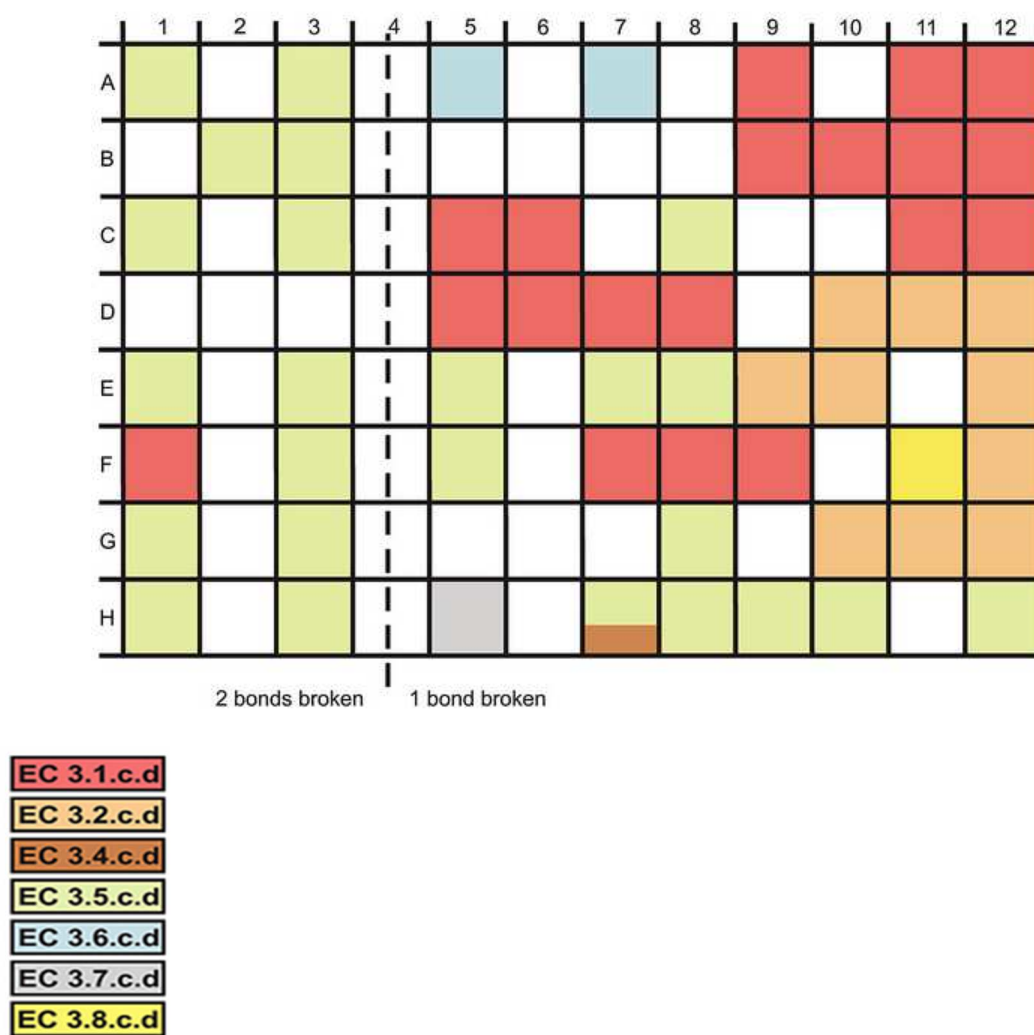 1 2 3 4 5 6 7 8 9 10 11 12
A
B
C
D
E
F
G
H
2 bonds broken 1 bond broken
EC 3.1.c.d
EC 3.2.c.d
EC 3.4.c.d
EC 3.5.c.d
EC 3.6.c.d
EC 3.7.c.d
EC 3.8.c.d